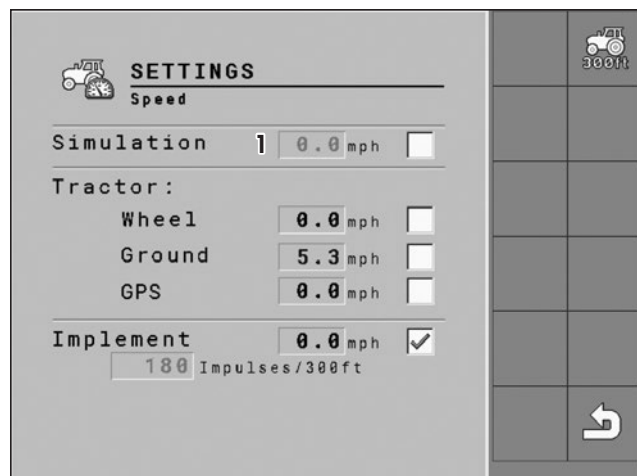 SETTINGS
300ft
Speed
Simulation 1 0.0 mph
Tractor:
Wheel 0.0 mph
Ground 5.3 mph
GPS 0.0 mph
Implement 0.0 mph
180 Impulses/300ft